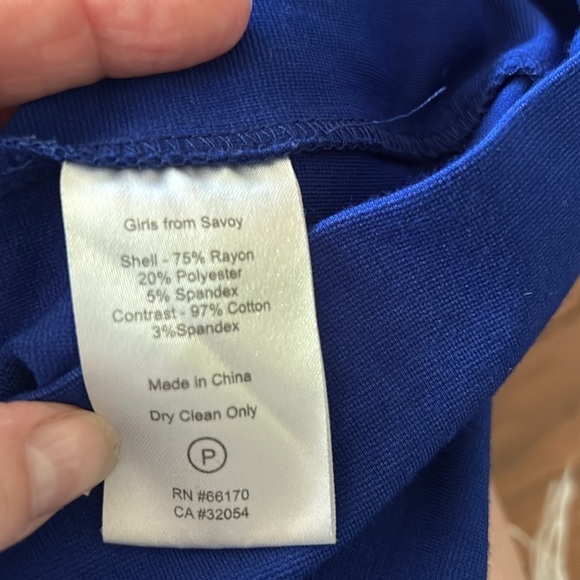 Girls from Savoy
Shell - 75% Rayon
20% Polyester
5% Spandex
Contrast - 97% Cotton
3%Spandex
Made in China
Dry Clean Only
P
RN #66170
CA #32054